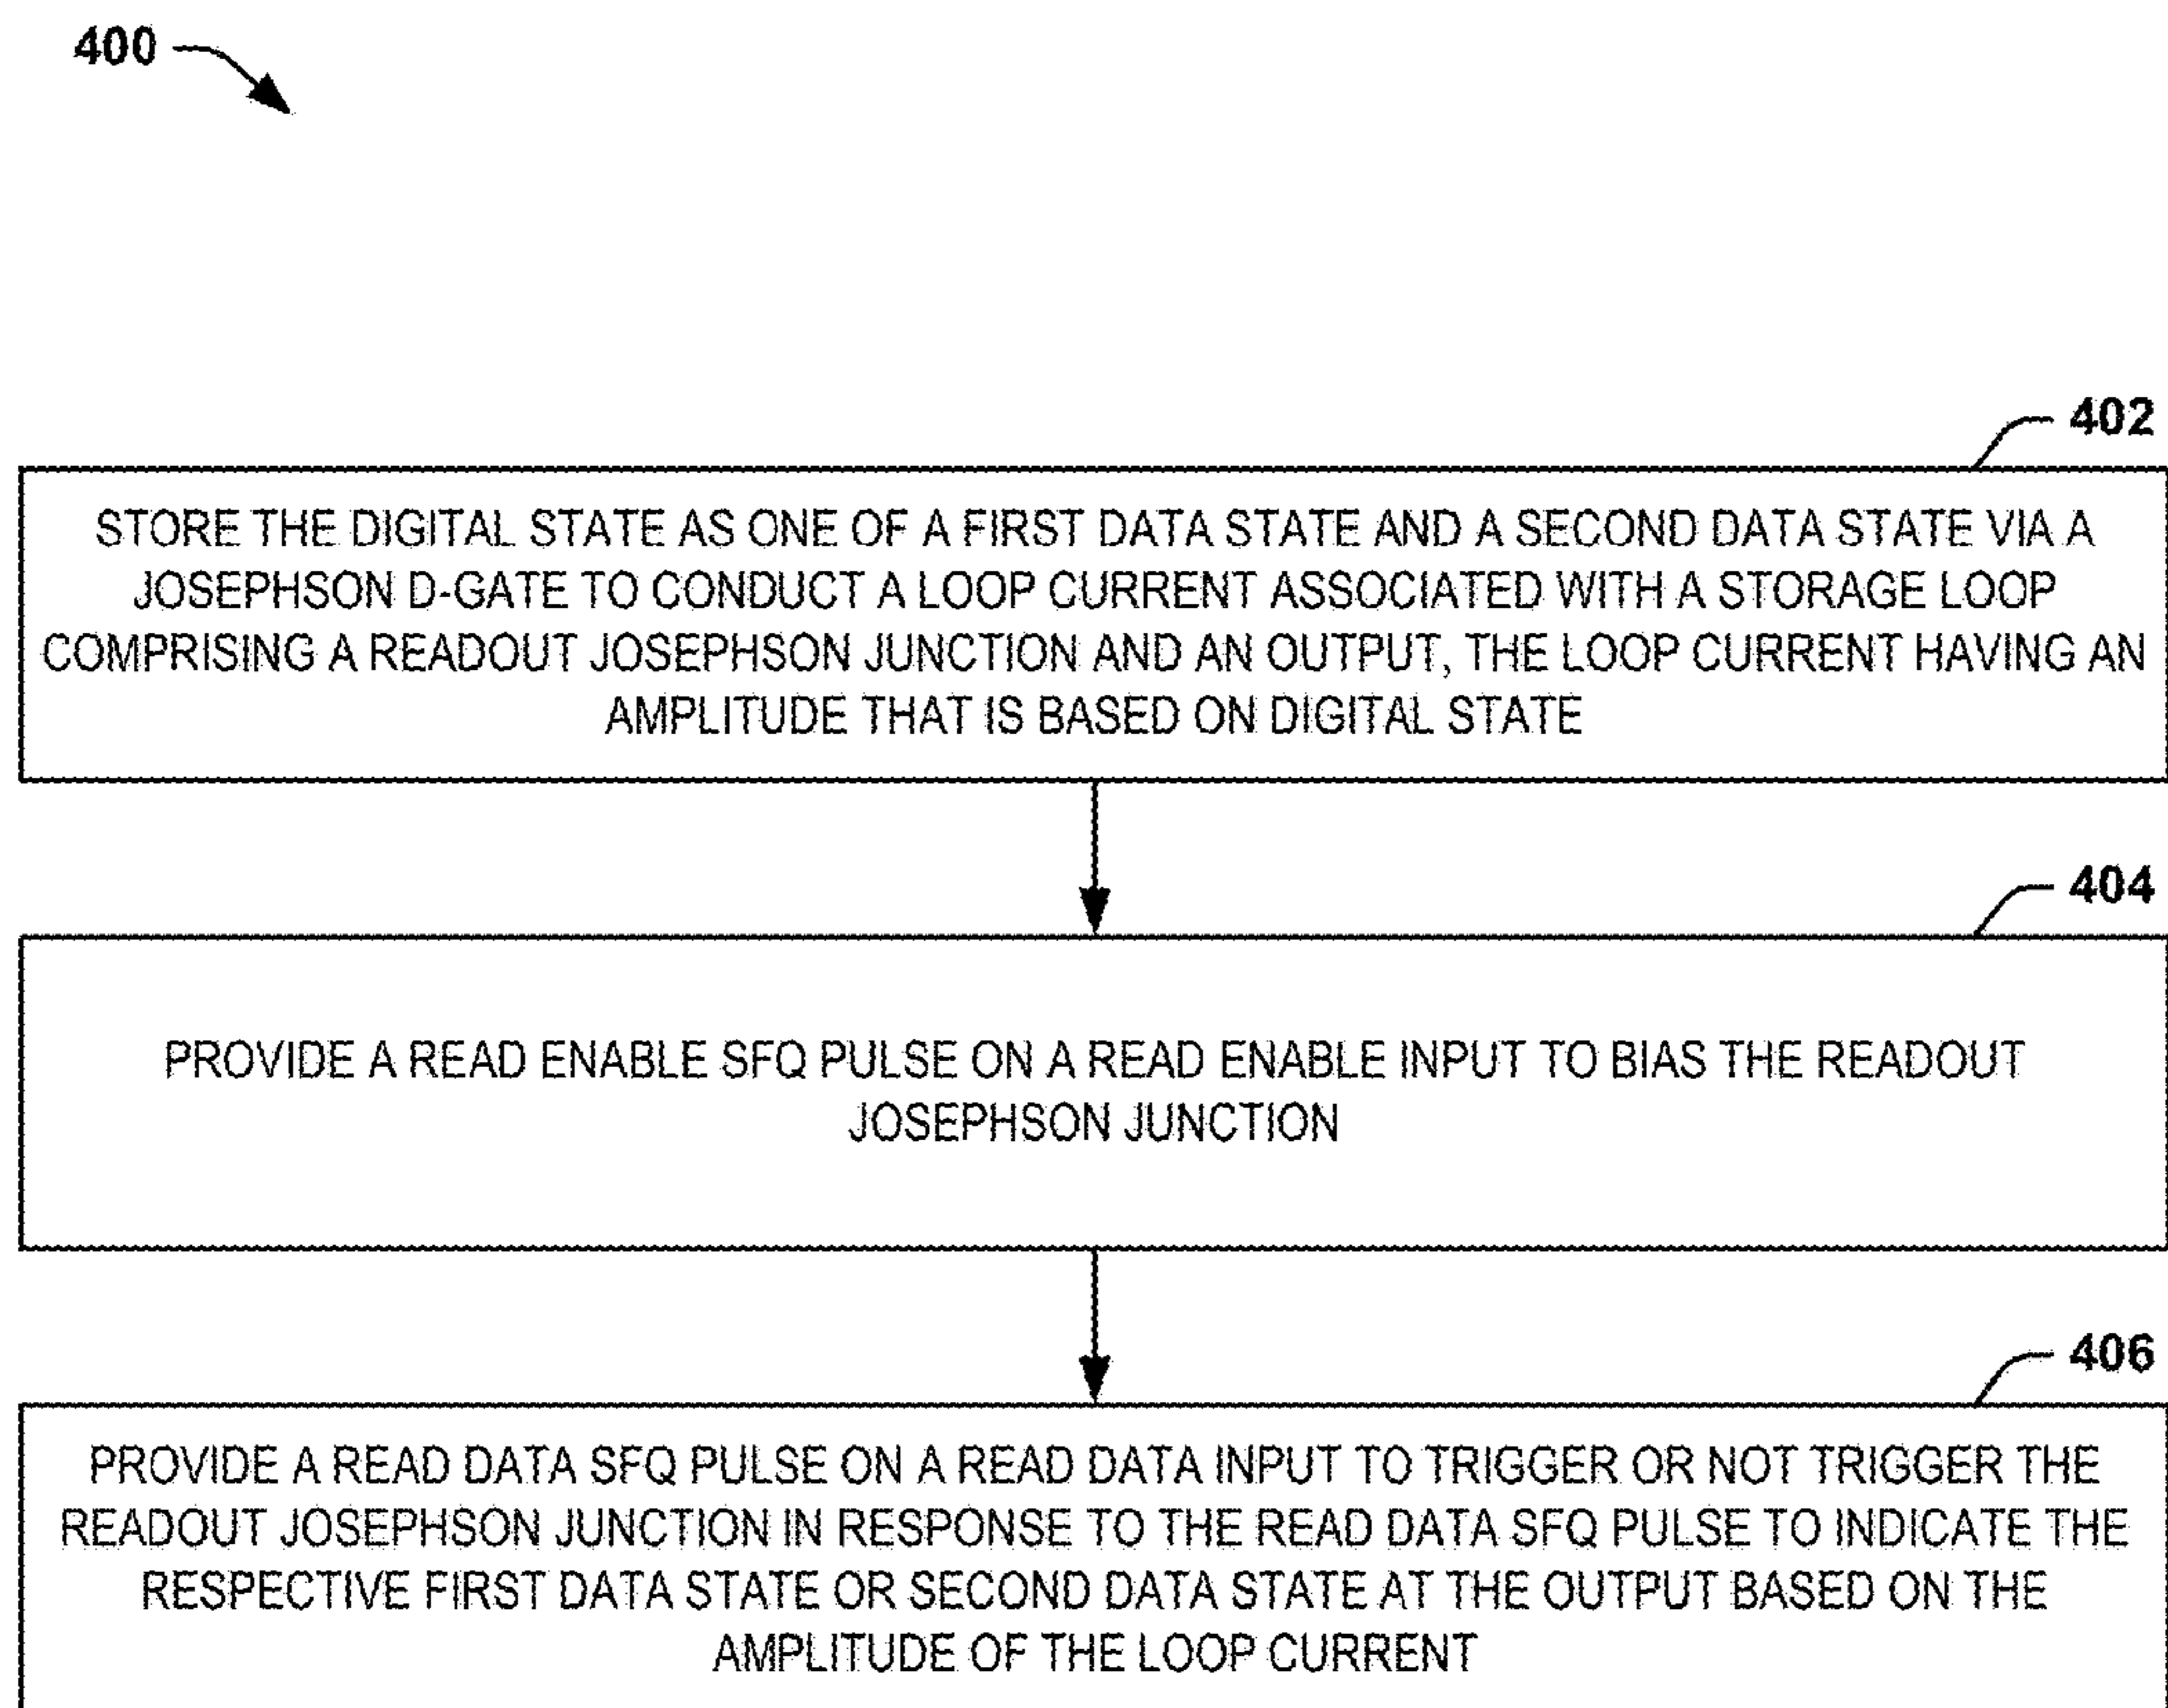 400
402
STORE THE DIGITAL STATE AS ONE OF A FIRST DATA STATE AND A SECOND DATA STATE VIA A
JOSEPHSON D-GATE TO CONDUCT A LOOP CURRENT ASSOCIATED WITH A STORAGE LOOP
COMPRISING A READOUT JOSEPHSON JUNCTION AND AN OUTPUT, THE LOOP CURRENT HAVING AN
AMPLITUDE THAT IS BASED ON DIGITAL STATE
404
PROVIDE A READ ENABLE SFQ PULSE ON A READ ENABLE INPUT TO BIAS THE READOUT
JOSEPHSON JUNCTION
406
PROVIDE A READ DATA SFQ PULSE ON A READ DATA INPUT TO TRIGGER OR NOT TRIGGER THE
READOUT JOSEPHSON JUNCTION IN RESPONSE TO THE READ DATA SFQ PULSE TO INDICATE THE
RESPECTIVE FIRST DATA STATE OR SECOND DATA STATE AT THE OUTPUT BASED ON THE
AMPLITUDE OF THE LOOP CURRENT